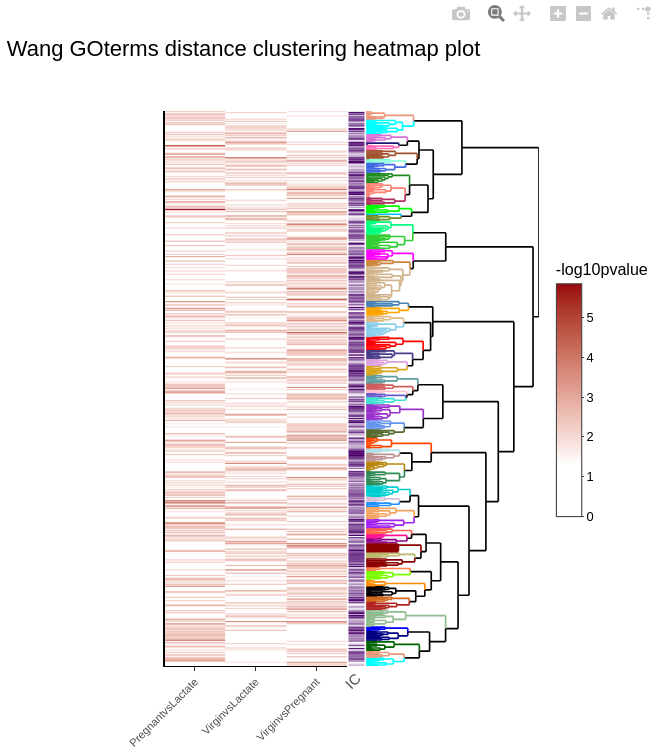 Wang GOterms distance clustering heatmap plot
-log10pvalue
5
4
3
2
1
0
PregnantvsLactate
VirginvsLactate
VirginvsPregnant
IC